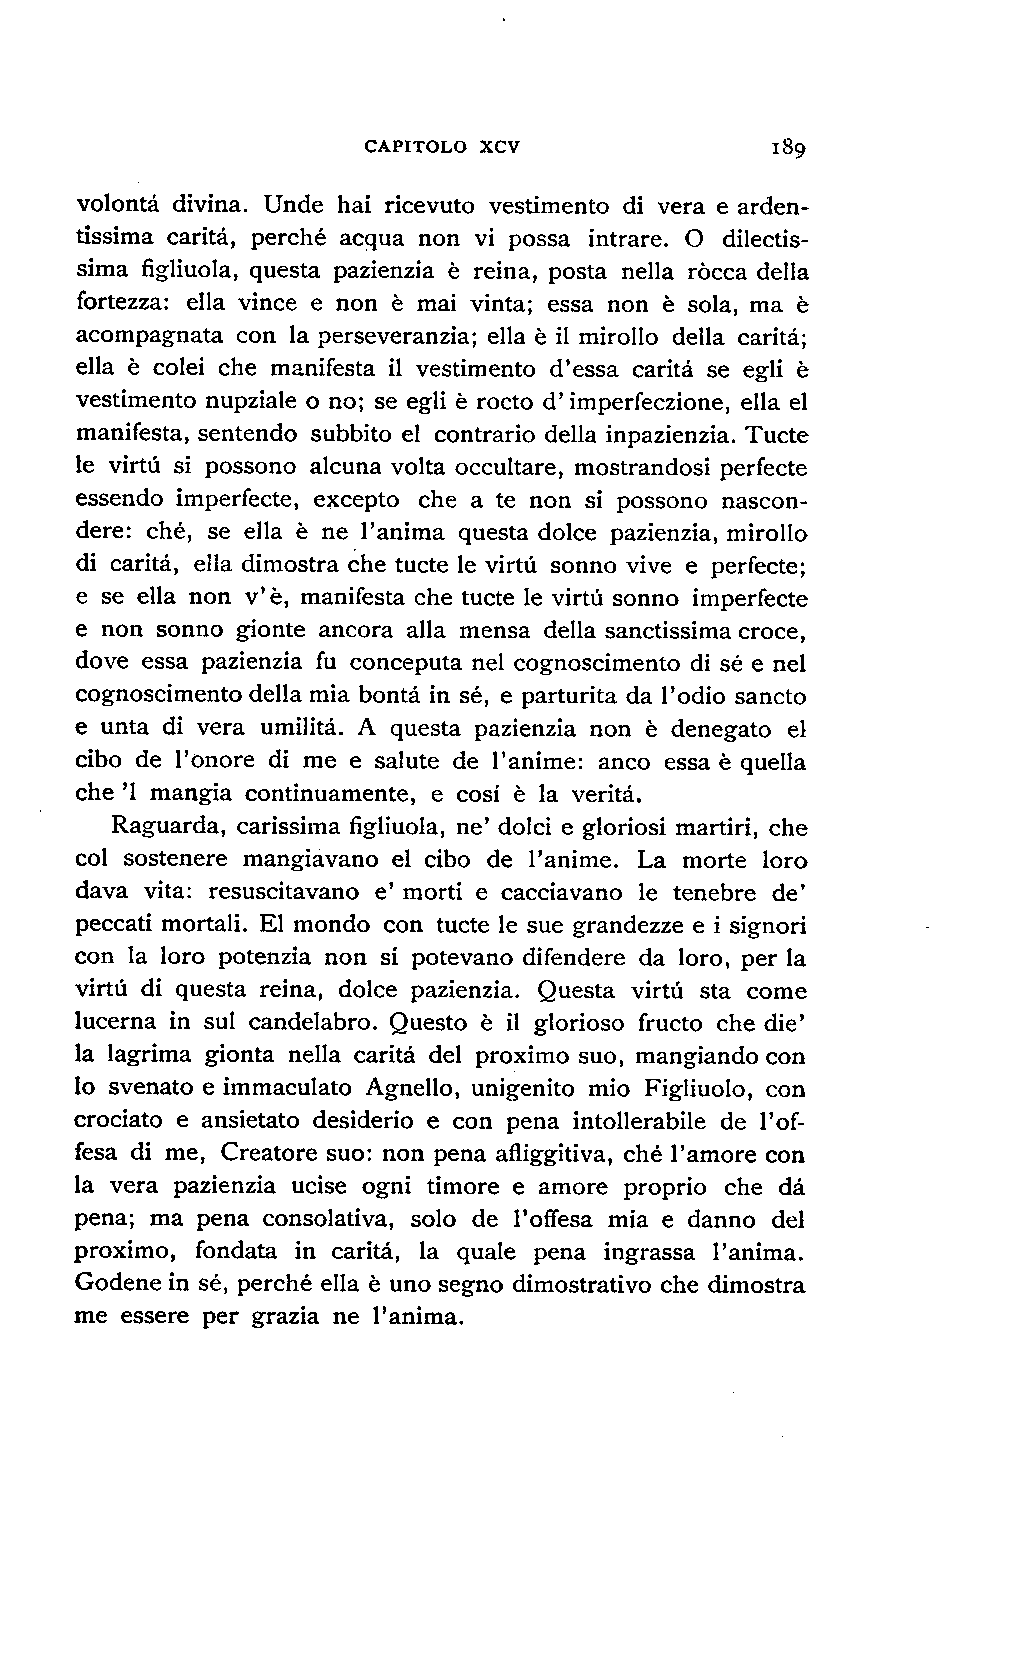 CAPITOLO XCV 189
volontá divina. Unde hai ricevuto vestimento di vera e arden-
tissima caritá, perché acqua non vi possa intrare. O dilectis-
sima figliuola, questa pazienzia è reina, posta nella ròcca della
fortezza: ella vince e non è mai vinta; essa non è sola, ma è
acompagnata con la perseveranzia; ella è il mirollo della caritá;
ella è colei che manifesta il vestimento d'essa caritá se egli è
vestimento nupziale o no; se egli è rocto d'imperfeczione, ella el
manifesta, sentendo subbito el contrario della inpazienzia. Tucte
le virtú si possono alcuna volta occultare, mostrandosi perfecte
essendo imperfecte, excepto che a te non si possono nascon-
dere: ché, se ella è ne l'anima questa dolce pazienzia, mirollo
di caritá, ella dimostra che tucte le virtú sonno vive e perfecte;
e se ella non v'è, manifesta che tucte le virtú sonno imperfecte
e non sonno gionte ancora alla mensa della sanctissima croce,
dove essa pazienzia fu conceputa nel cognoscimento di sé e nel
cognoscimento della mia bontá in sé, e parturita da l'odio sancto
e unta di vera umilitá. A questa pazienzia non è denegato el
cibo de l'onore di me e salute de l'anime: anco essa è quella
che 'l mangia continuamente, e cosí è la veritá.
Raguarda, carissima figliuola, ne' dolci e gloriosi martiri, che
col sostenere mangiavano el cibo de l'anime. La morte loro
dava vita: resuscitavano e' morti e cacciavano le tenebre de'
peccati mortali. El mondo con tucte le sue grandezze e i signori
con la loro potenzia non si potevano difendere da loro, per la
virtú di questa reina, dolce pazienzia. Questa virtú sta come
lucerna in sul candelabro. Questo è il glorioso fructo che die'
la lagrima gionta nella caritá del proximo suo, mangiando con
lo svenato e immaculato Agnello, unigenito mio Figliuolo, con
crociato e ansietato desiderio e con pena intollerabile de l'of-
fesa di me, Creatore suo: non pena afliggitiva, ché l'amore con
la vera pazienzia ucise ogni timore e amore proprio che dá
pena; ma pena consolativa, solo de l'offesa mia e danno del
proximo, fondata in caritá, la quale pena ingrassa l'anima.
Godene in sé, perché ella è uno segno dimostrativo che dimostra
me essere per grazia ne l'anima.